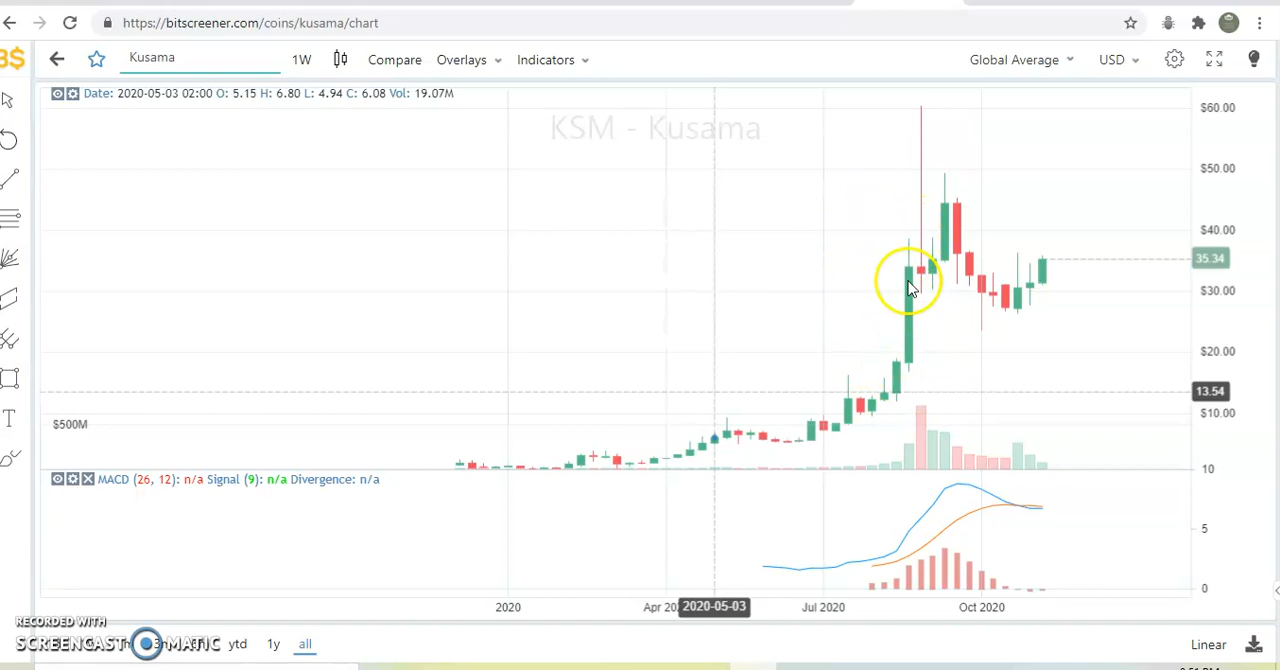 https://bitscreener.com/coins/kusama/chart
B$ Kusama 1W Compare Overlays Indicators Global Average USD
Date: 2020-05-03 02:00 O: 5.15 H: 6.80 L: 4.94 C: 6.08 Vol: 19.07M
KSM - Kusama
$60.00
$50.00
$40.00
35.34
$30.00
$20.00
13.54
$10.00
$500M
10
MACD (26, 12): n/a Signal (9): n/a Divergence: n/a
5
0
2020 2020-05-03 Jul 2020 Oct 2020
RECORDED WITH
SCREENCAST MATIC
ytd 1y all Linear